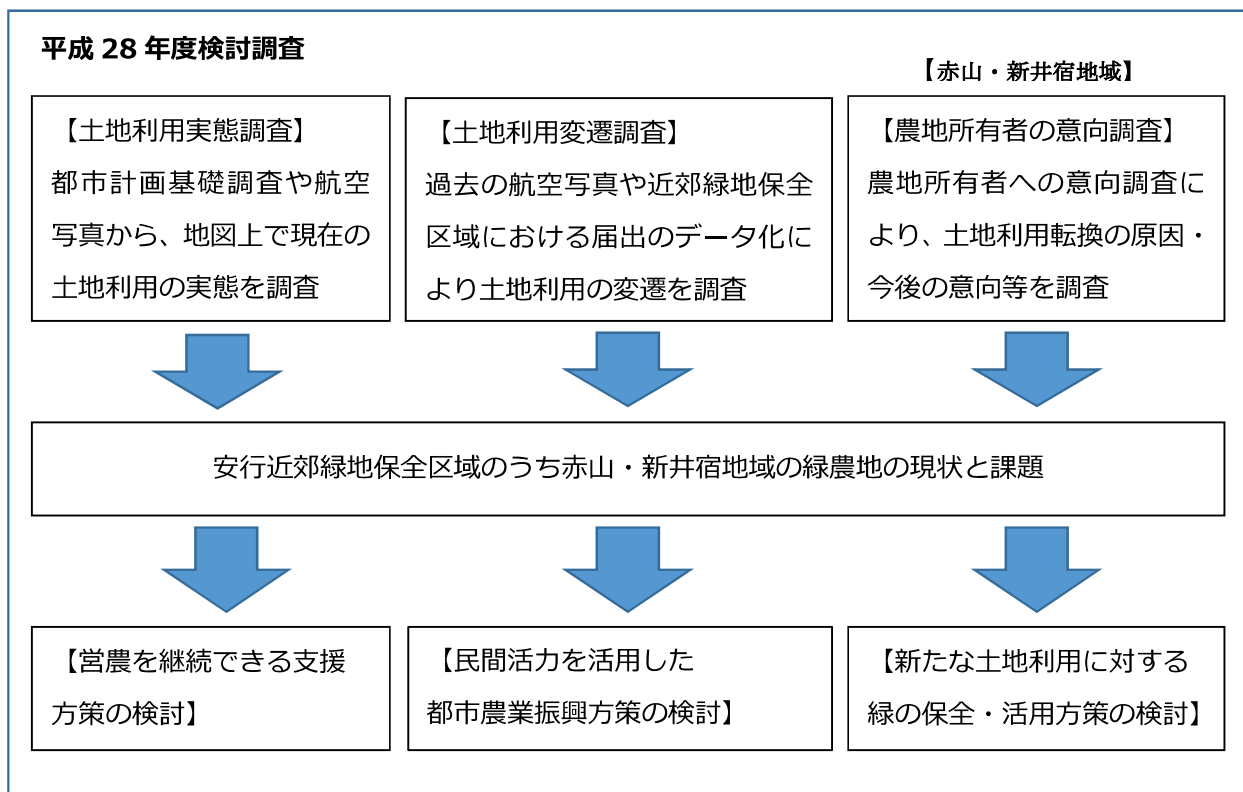 平成 28 年度検討調査
【赤山・新井宿地域】
【土地利用実態調査】
都市計画基礎調査や航空
写真から、地図上で現在の
土地利用の実態を調査
【土地利用変遷調査】
過去の航空写真や近郊緑地保全
区域における届出のデータ化に
より土地利用の変遷を調査
【農地所有者の意向調査】
農地所有者への意向調査に
より、土地利用転換の原因・
今後の意向等を調査
安行近郊緑地保全区域のうち赤山・新井宿地域の緑農地の現状と課題
【営農を継続できる支援
方策の検討】
【民間活力を活用した
都市農業振興方策の検討】
【新たな土地利用に対する
緑の保全・活用方策の検討】